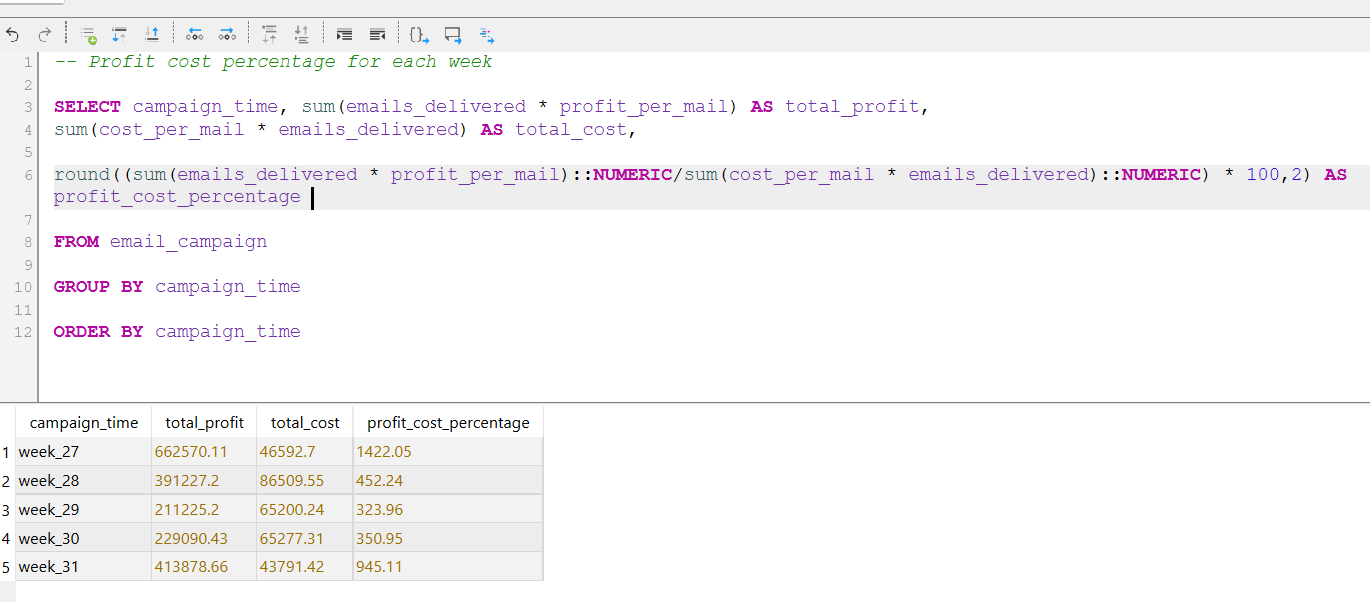 1 -- Profit cost percentage for each week
2
3 SELECT campaign_time, sum(emails_delivered * profit_per_mail) AS total_profit,
4 sum(cost_per_mail * emails_delivered) AS total_cost,
5
6 round((sum(emails_delivered * profit_per_mail)::NUMERIC/sum(cost_per_mail * emails_delivered)::NUMERIC) * 100,2) AS
profit_cost_percentage
7
8 FROM email_campaign
9
10 GROUP BY campaign_time
11
12 ORDER BY campaign_time
campaign_time total_profit total_cost profit_cost_percentage
1 week_27 662570.11 46592.7 1422.05
2 week_28 391227.2 86509.55 452.24
3 week_29 211225.2 65200.24 323.96
4 week_30 229090.43 65277.31 350.95
5 week_31 413878.66 43791.42 945.11